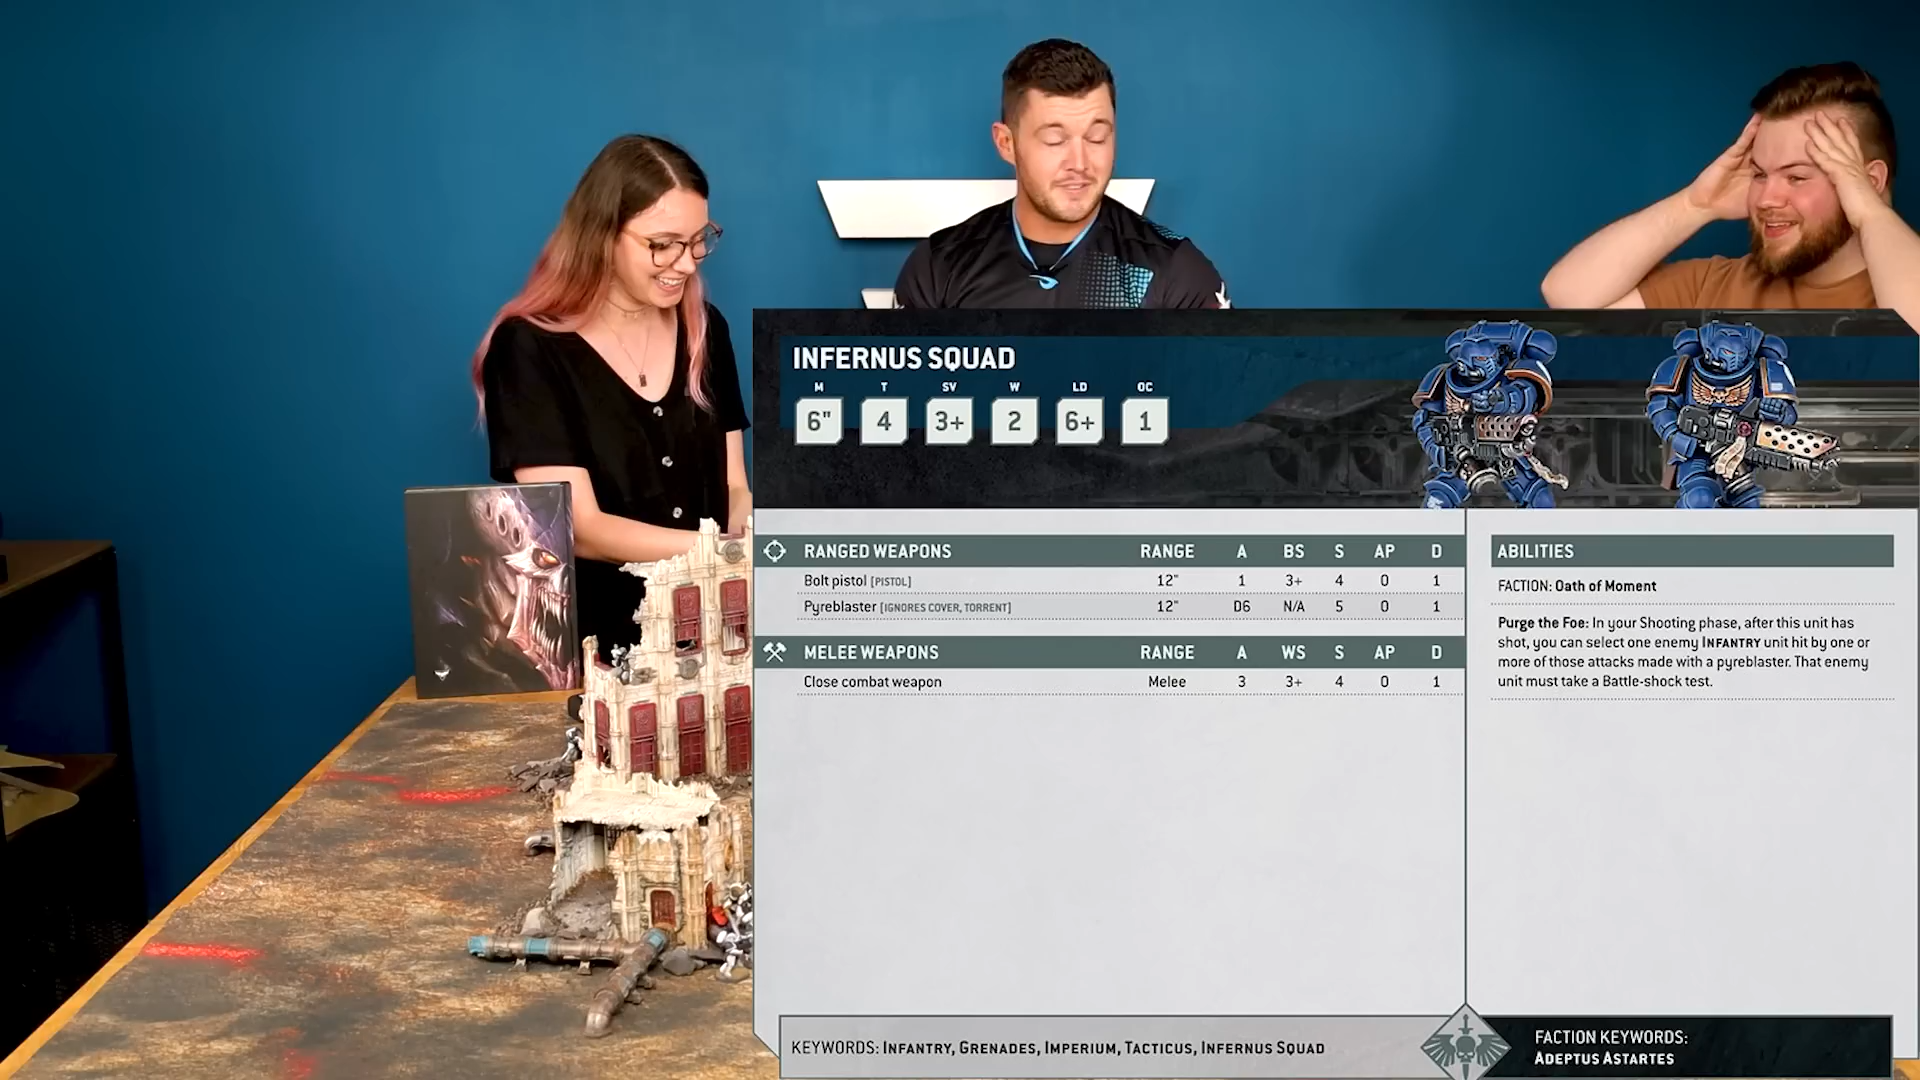 INFERNUS SQUAD
M T SV W LD OC
6" 4 3+ 2 6+ 1
RANGED WEAPONS RANGE A BS S AP D
Bolt pistol [PISTOL] 12" 1 3+ 4 0 1
Pyreblaster [IGNORES COVER, TORRENT] 12" D6 N/A 5 0 1
MELEE WEAPONS RANGE A WS S AP D
Close combat weapon Melee 3 3+ 4 0 1
ABILITIES
FACTION: Oath of Moment
Purge the Foe: In your Shooting phase, after this unit has
shot, you can select one enemy INFANTRY unit hit by one or
more of those attacks made with a pyreblaster. That enemy
unit must take a Battle-shock test.
KEYWORDS: INFANTRY, GRENADES, IMPERIUM, TACTICUS, INFERNUS SQUAD
FACTION KEYWORDS:
ADEPTUS ASTARTES